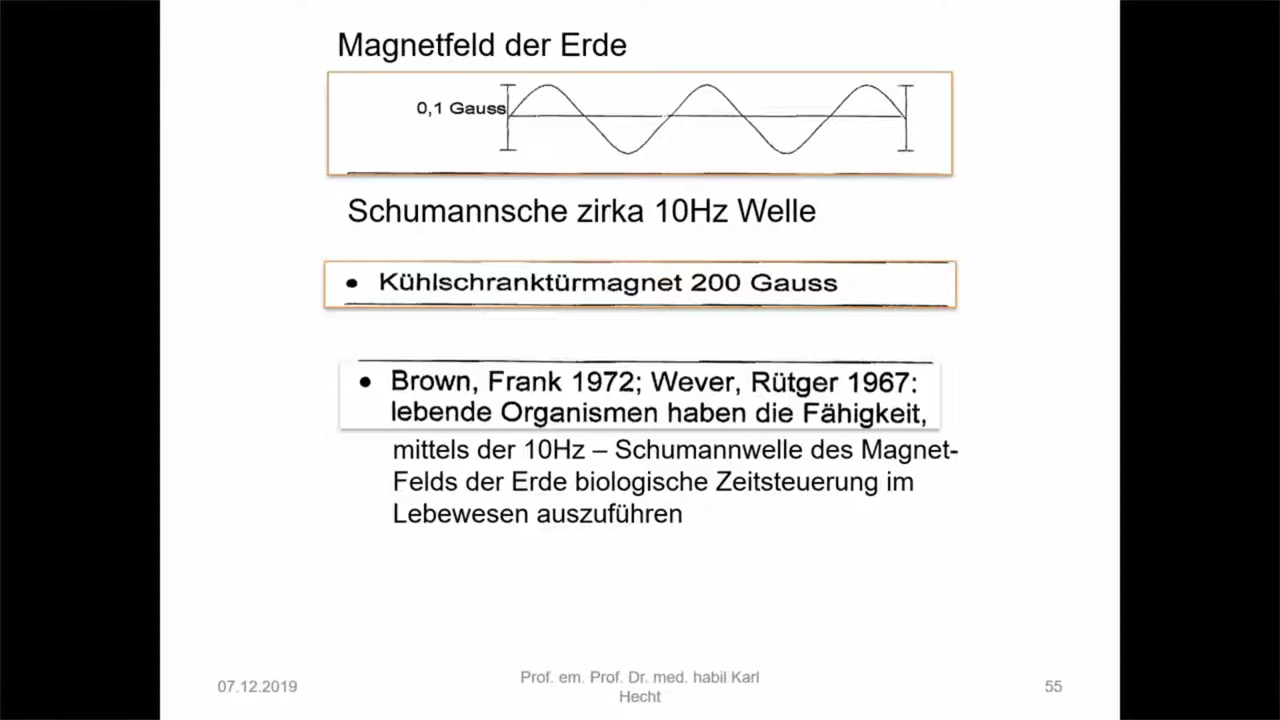 Magnetfeld der Erde
0,1 Gauss
Schumannsche zirka 10Hz Welle
• Kühlschranktürmagnet 200 Gauss
• Brown, Frank 1972; Wever, Rütger 1967:
lebende Organismen haben die Fähigkeit,
mittels der 10Hz – Schumannwelle des Magnet-
Felds der Erde biologische Zeitsteuerung im
Lebewesen auszuführen
07.12.2019
Prof. em. Prof. Dr. med. habil Karl
Hecht
55